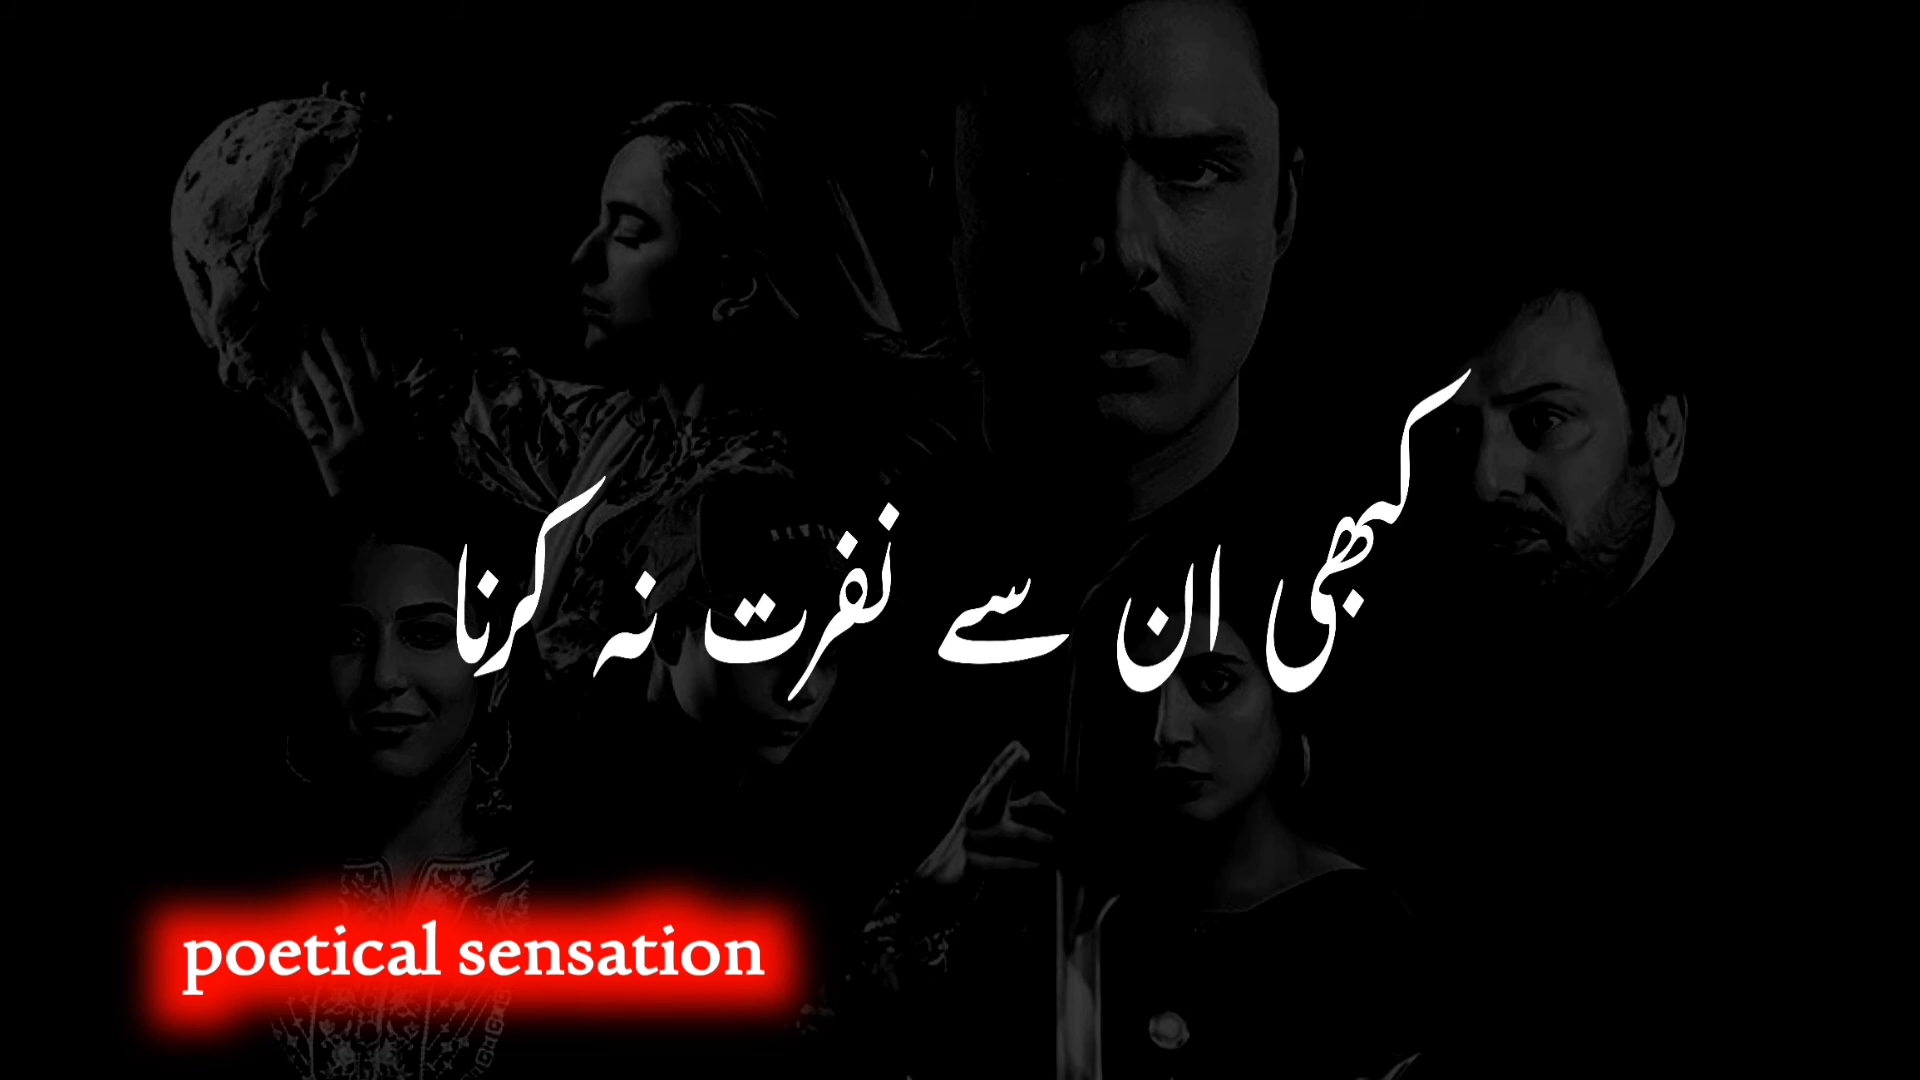 کبھی ان سے نفرت نہ کرنا
poetical sensation